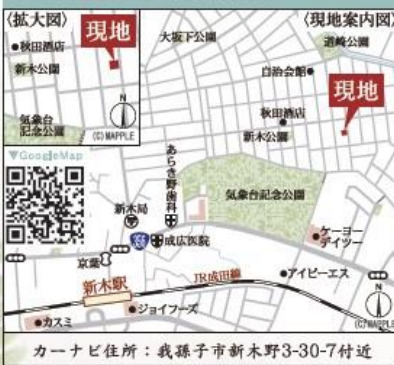 〈拡大図〉
現地
秋田酒店
新木公園
気象台
記念公園
N
(C)MAPPLE
▼GoogleMap
〈現地案内図〉
大坂下公園
道崎公園
自治会館
現地
秋田酒店
新木公園
あらき野歯科
気象台記念公園
新木局
356
成広医院
ケーヨー
デイツー
京葉
新木駅
JR成田線
アイビーエス
ジョイフーズ
カスミ
N
(C)MAPPLE
カーナビ住所：我孫子市新木野3-30-7付近